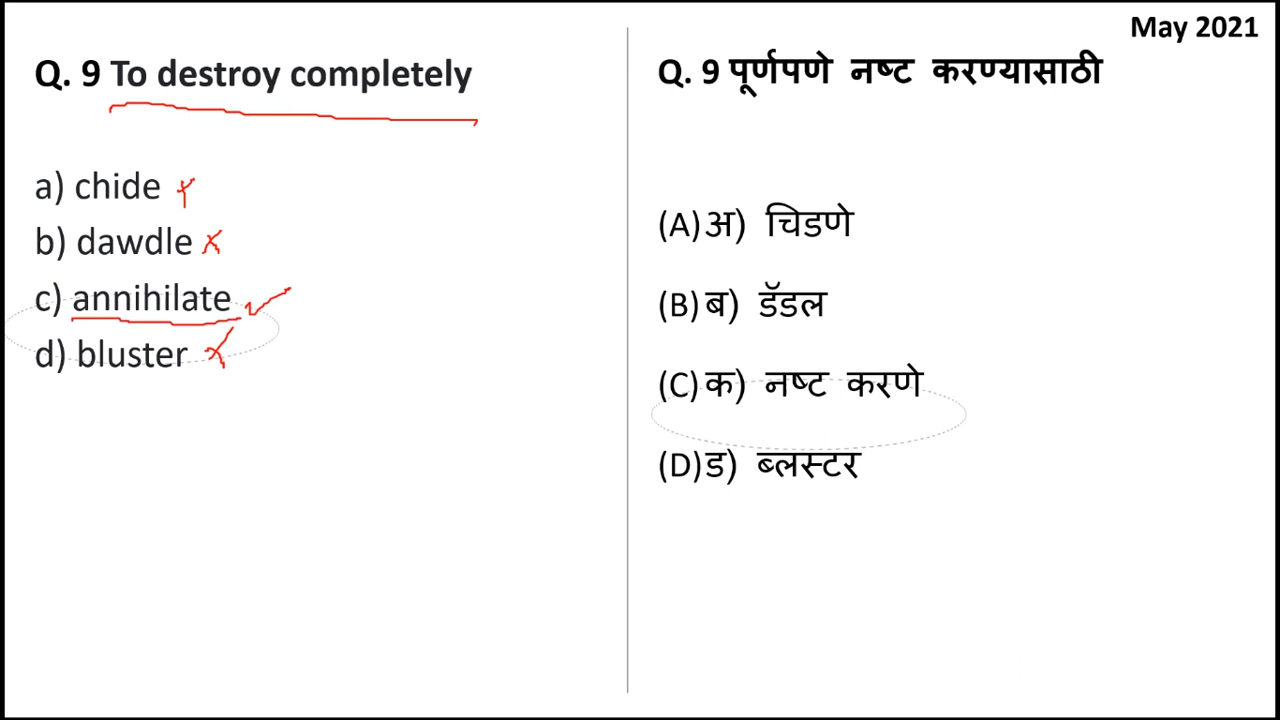 May 2021
Q. 9 To destroy completely
a) chide
b) dawdle
c) annihilate
d) bluster
Q. 9 पूर्णपणे नष्ट करण्यासाठी
(A) अ) चिडणे
(B) ब) डॅडल
(C) क) नष्ट करणे
(D) ड) ब्लस्टर